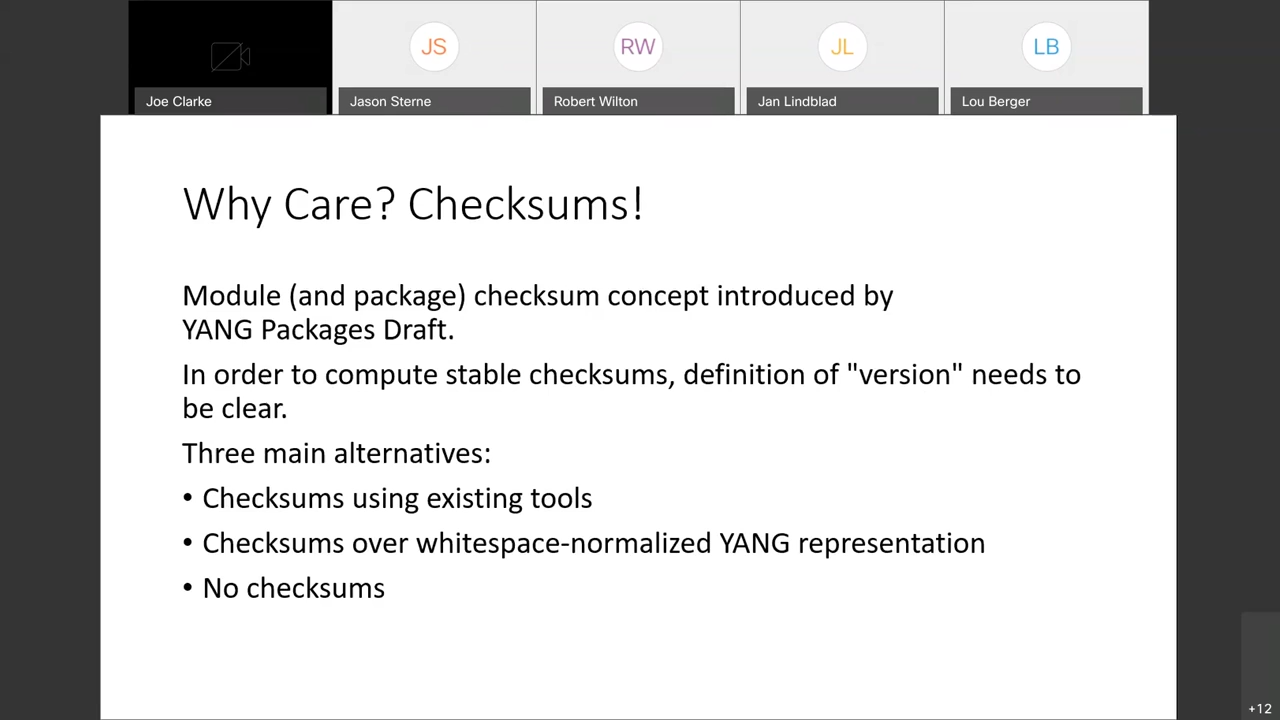 JS
RW
JL
LB
Joe Clarke
Jason Sterne
Robert Wilton
Jan Lindblad
Lou Berger
Why Care? Checksums!
Module (and package) checksum concept introduced by
YANG Packages Draft.
In order to compute stable checksums, definition of "version" needs to
be clear.
Three main alternatives:
• Checksums using existing tools
• Checksums over whitespace-normalized YANG representation
• No checksums
+12